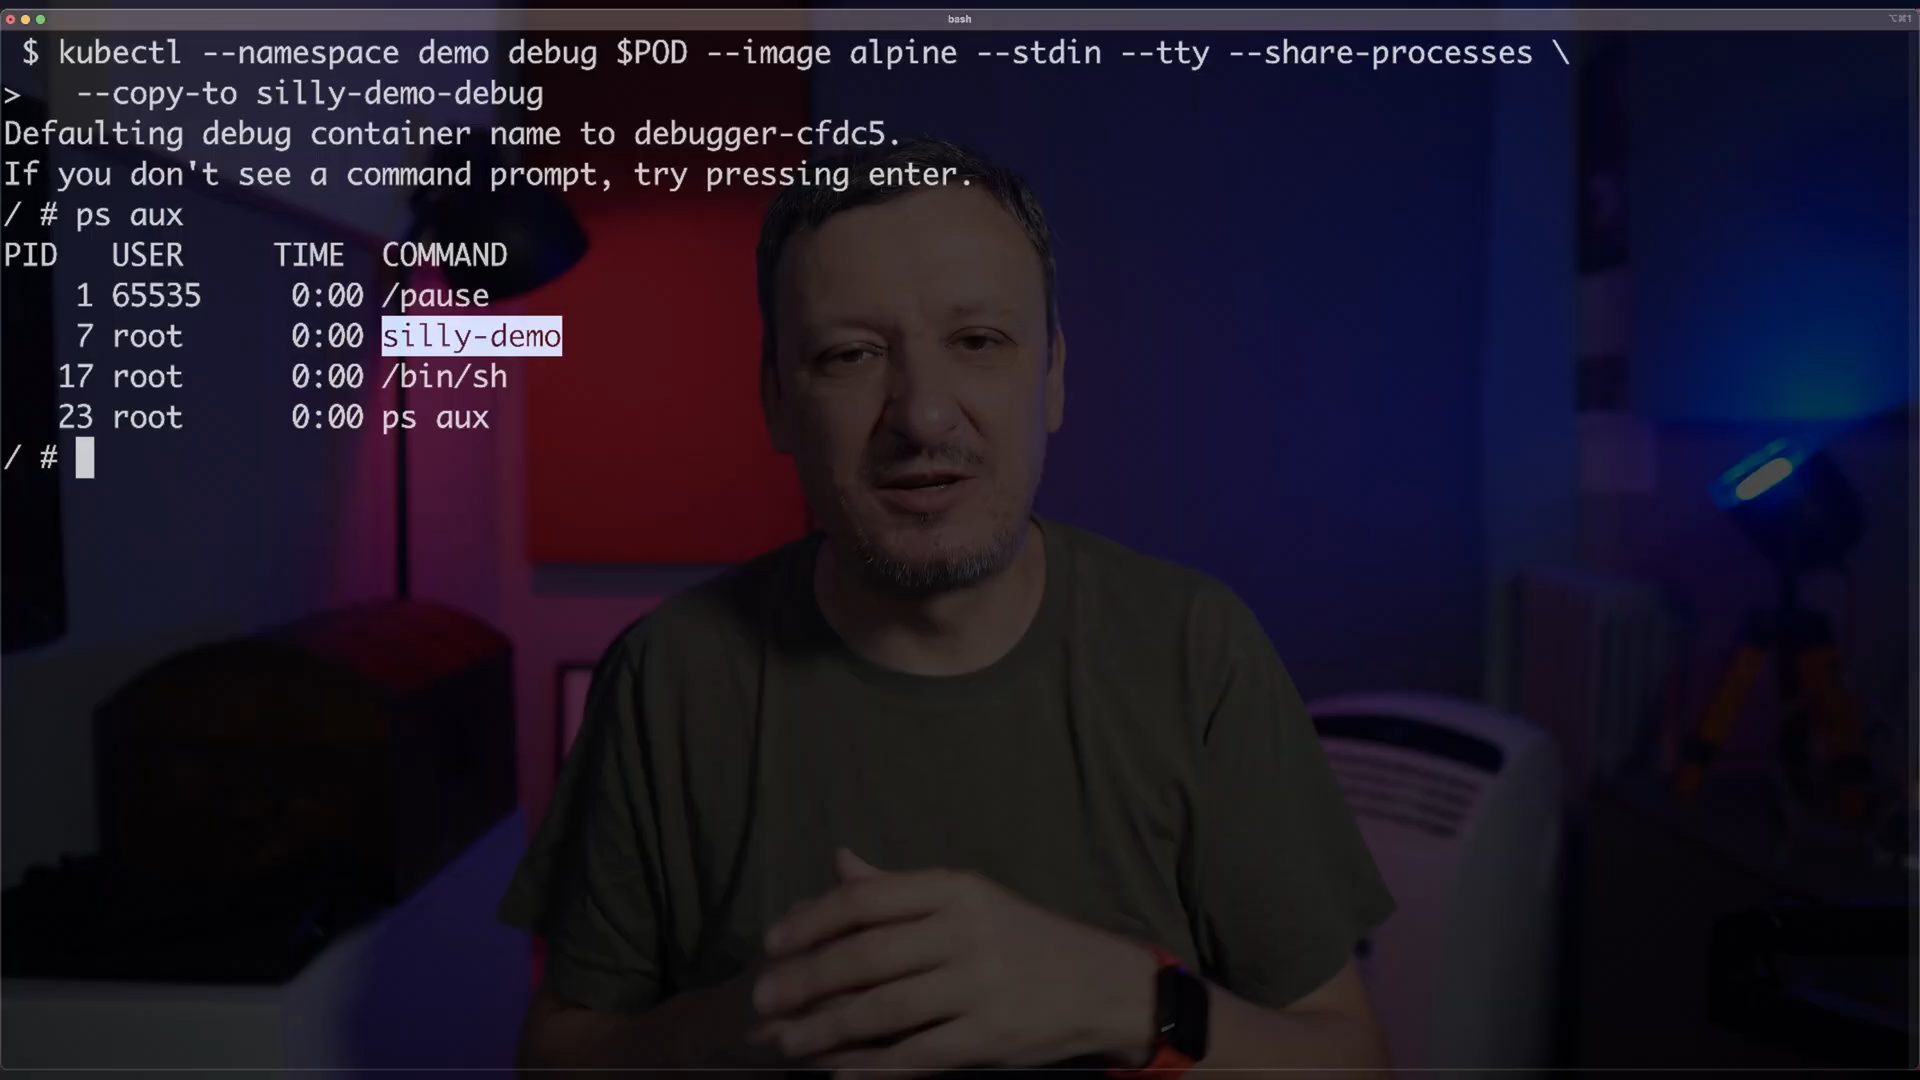 bash
⌥⌘1
$ kubectl --namespace demo debug $POD --image alpine --stdin --tty --share-processes \
>   --copy-to silly-demo-debug
Defaulting debug container name to debugger-cfdc5.
If you don't see a command prompt, try pressing enter.
/ # ps aux
PID   USER     TIME  COMMAND
    1 65535     0:00 /pause
    7 root      0:00 silly-demo
   17 root      0:00 /bin/sh
   23 root      0:00 ps aux
/ #